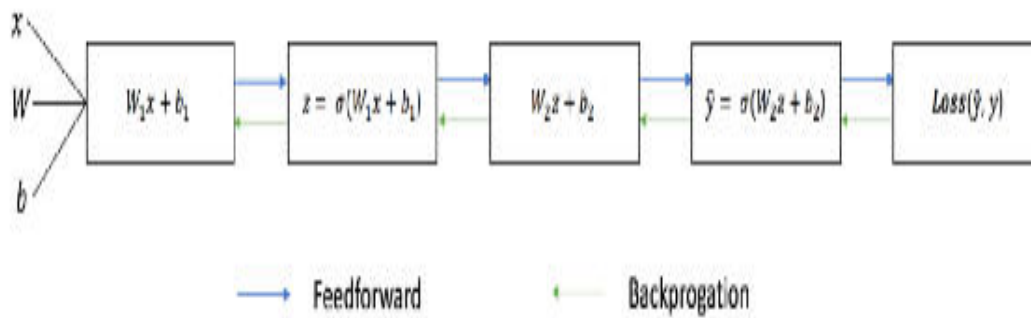 x
W
b
W₁x + b₁
z = σ(W₁x + b₁)
W₂z + b₂
ŷ = σ(W₂z + b₂)
Loss(ŷ, y)
Feedforward
Backprogation